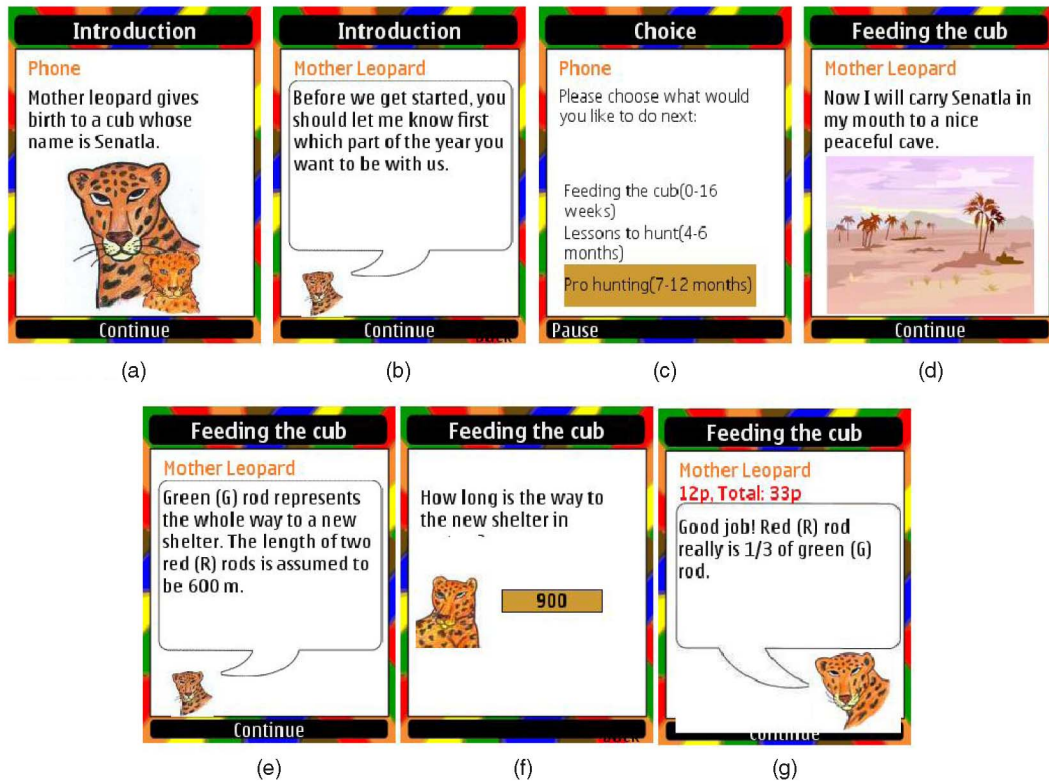 Introduction
Phone
Mother leopard gives
birth to a cub whose
name is Senatla.
Continue
(a)
Introduction
Mother Leopard
Before we get started, you
should let me know first
which part of the year you
want to be with us.
Continue
(b)
Choice
Phone
Please choose what would
you like to do next:
Feeding the cub(0-16
weeks)
Lessons to hunt(4-6
months)
Pro hunting(7-12 months)
Pause
(c)
Feeding the cub
Mother Leopard
Now I will carry Senatla in
my mouth to a nice
peaceful cave.
Continue
(d)
Feeding the cub
Mother Leopard
Green (G) rod represents
the whole way to a new
shelter. The length of two
red (R) rods is assumed to
be 600 m.
Continue
(e)
Feeding the cub
How long is the way to
the new shelter in
900
(f)
Feeding the cub
Mother Leopard
12p, Total: 33p
Good job! Red (R) rod
really is 1/3 of green (G)
rod.
Continue
(g)